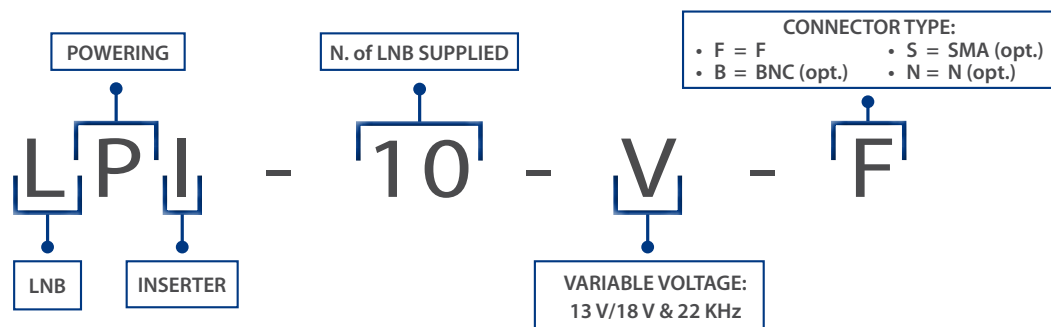 CONNECTOR TYPE:
• F = F • S = SMA (opt.)
• B = BNC (opt.) • N = N (opt.)
POWERING
N. of LNB SUPPLIED
LPI - 10 - V - F
LNB
INSERTER
VARIABLE VOLTAGE:
13 V/18 V & 22 KHz